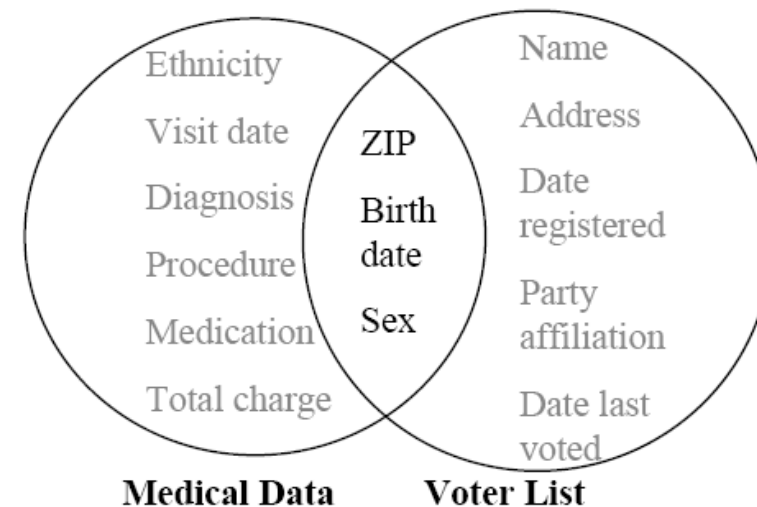 Ethnicity
Visit date
Diagnosis
Procedure
Medication
Total charge
ZIP
Birth
date
Sex
Name
Address
Date
registered
Party
affiliation
Date last
voted
Medical Data
Voter List